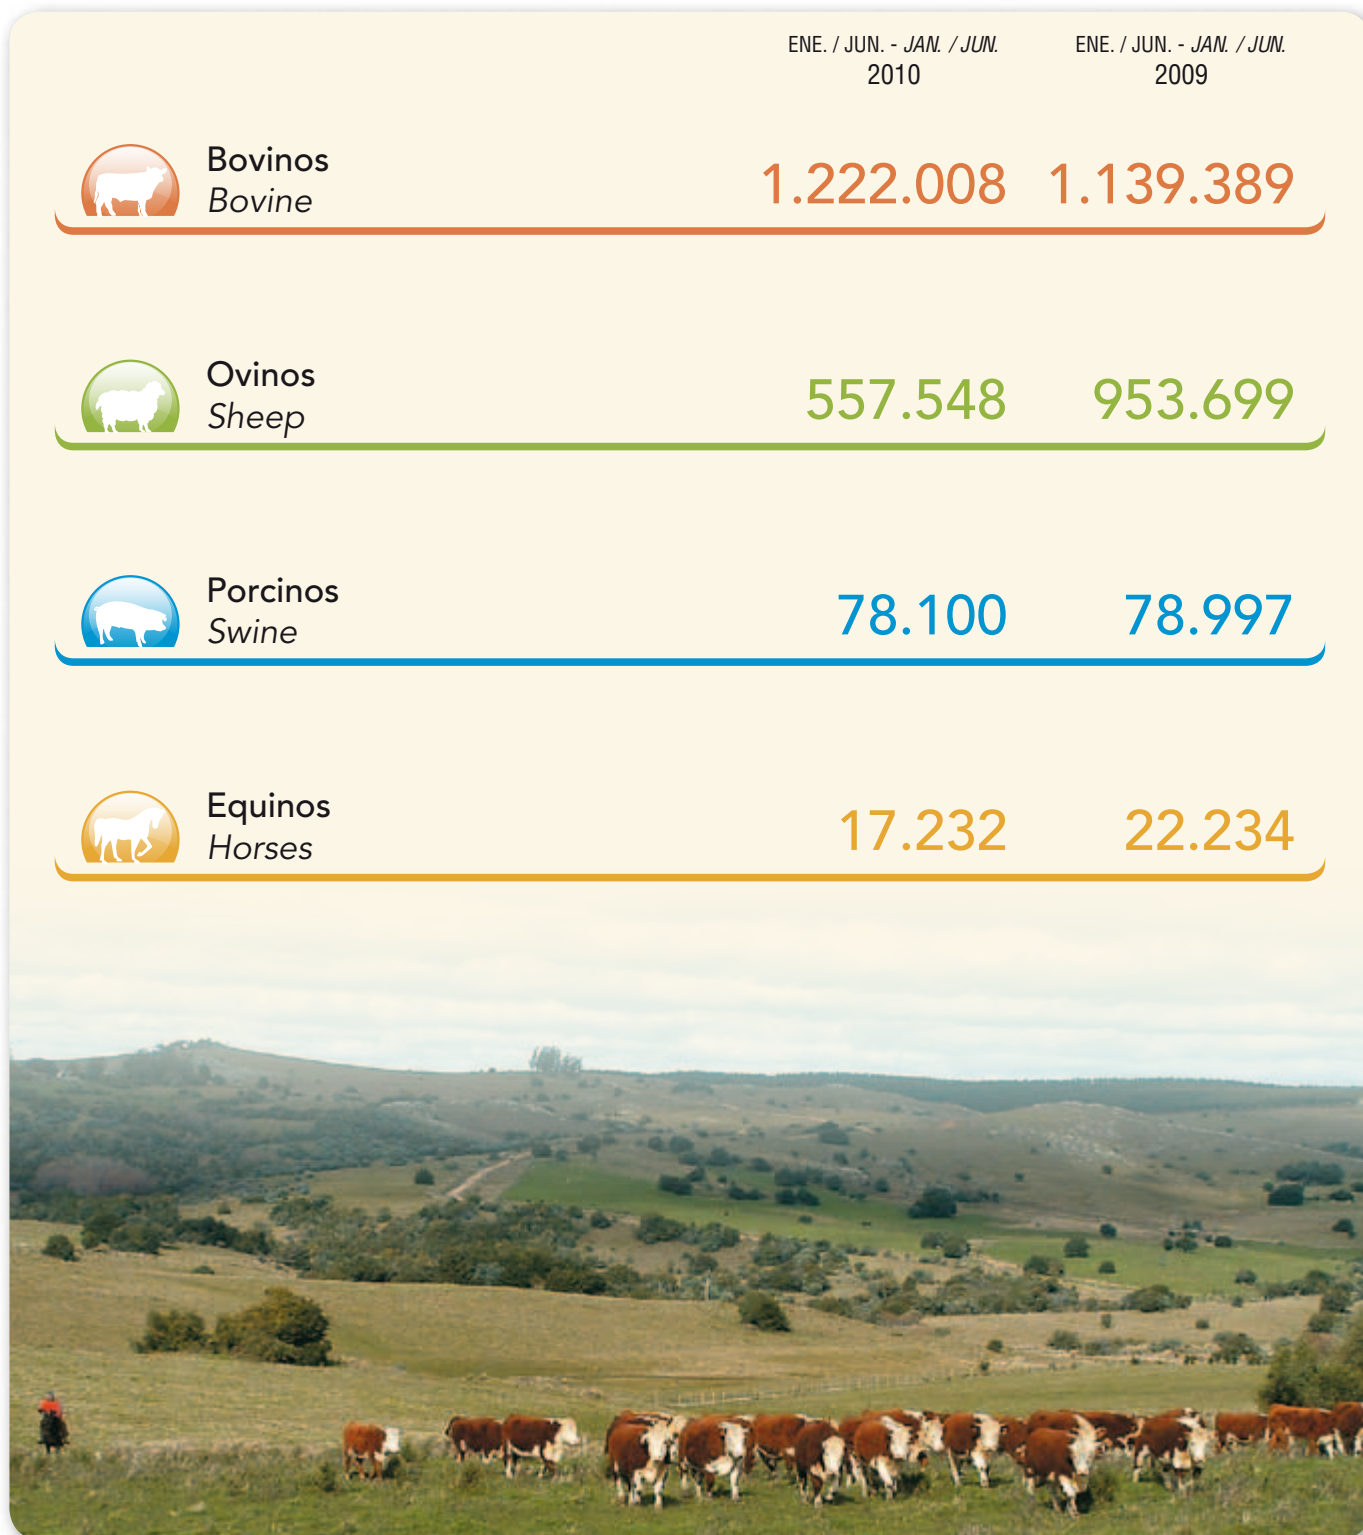 ENE. / JUN. - JAN. / JUN. ENE. / JUN. - JAN. / JUN.
2010 2009
Bovinos
Bovine
1.222.008 1.139.389
Ovinos
Sheep
557.548 953.699
Porcinos
Swine
78.100 78.997
Equinos
Horses
17.232 22.234